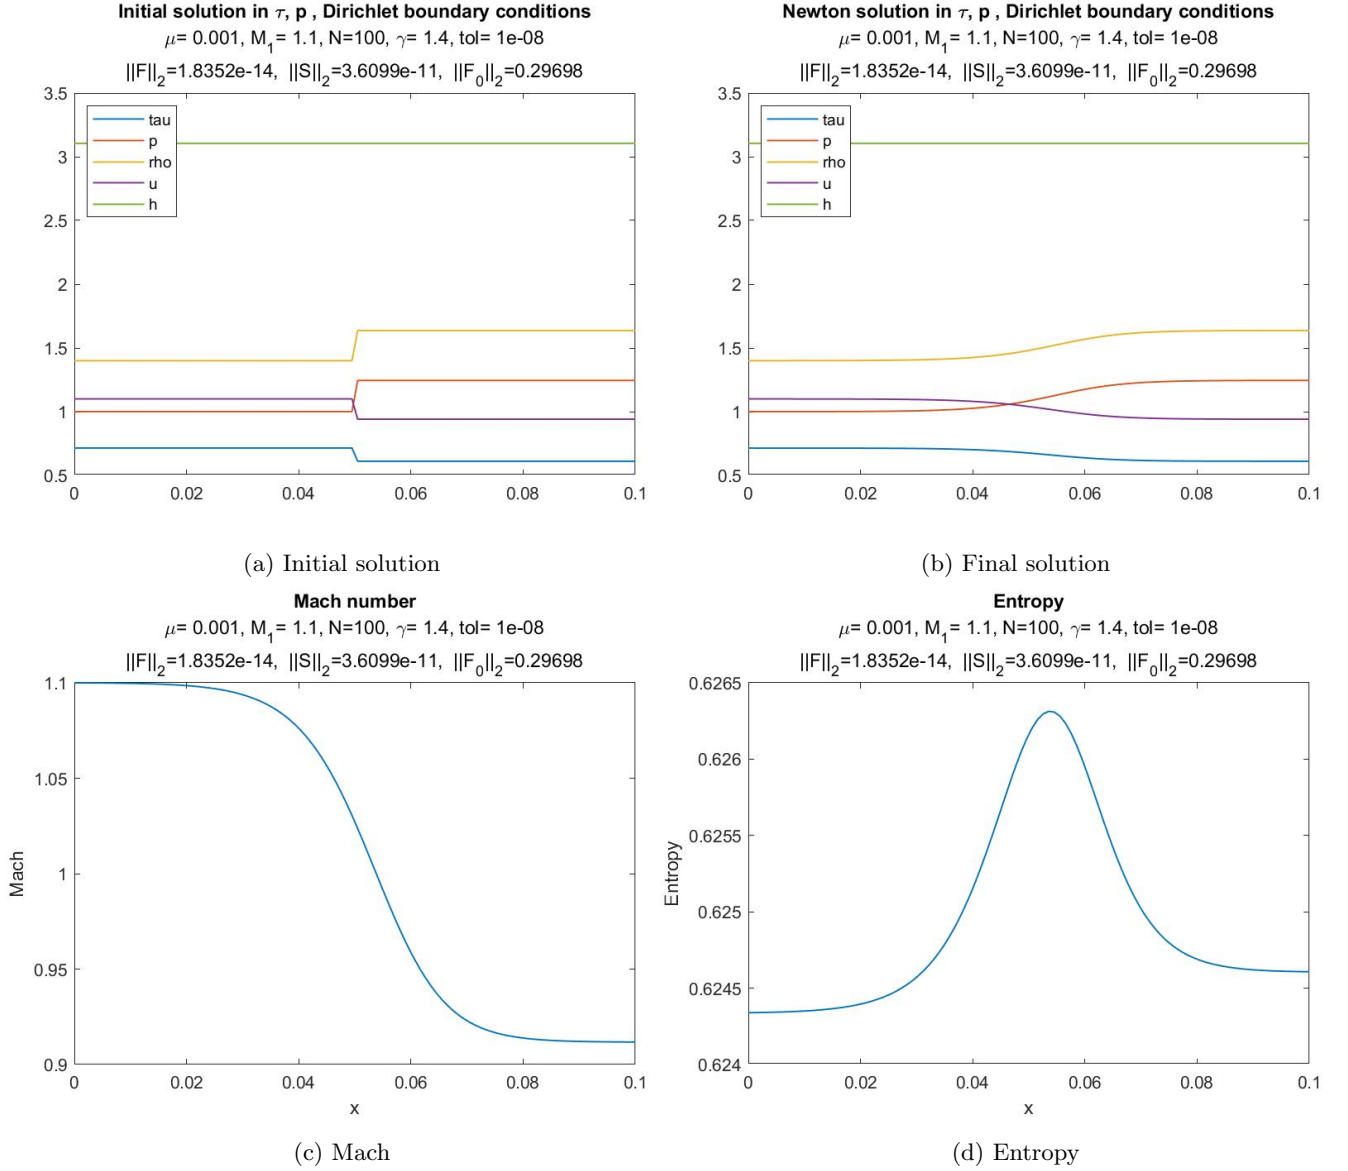 Initial solution in τ, p , Dirichlet boundary conditions
μ= 0.001, M₁= 1.1, N=100, γ= 1.4, tol= 1e-08
||F||₂=1.8352e-14, ||S||₂=3.6099e-11, ||F₀||₂=0.29698
3.5
3
2.5
2
1.5
1
0.5
tau
p
rho
u
h
0 0.02 0.04 0.06 0.08 0.1
(a) Initial solution
Newton solution in τ, p , Dirichlet boundary conditions
μ= 0.001, M₁= 1.1, N=100, γ= 1.4, tol= 1e-08
||F||₂=1.8352e-14, ||S||₂=3.6099e-11, ||F₀||₂=0.29698
3.5
3
2.5
2
1.5
1
0.5
tau
p
rho
u
h
0 0.02 0.04 0.06 0.08 0.1
(b) Final solution
Mach number
μ= 0.001, M₁= 1.1, N=100, γ= 1.4, tol= 1e-08
||F||₂=1.8352e-14, ||S||₂=3.6099e-11, ||F₀||₂=0.29698
1.1
1.05
1
0.95
0.9
Mach
0 0.02 0.04 0.06 0.08 0.1
x
(c) Mach
Entropy
μ= 0.001, M₁= 1.1, N=100, γ= 1.4, tol= 1e-08
||F||₂=1.8352e-14, ||S||₂=3.6099e-11, ||F₀||₂=0.29698
0.6265
0.626
0.6255
0.625
0.6245
0.624
Entropy
0 0.02 0.04 0.06 0.08 0.1
x
(d) Entropy